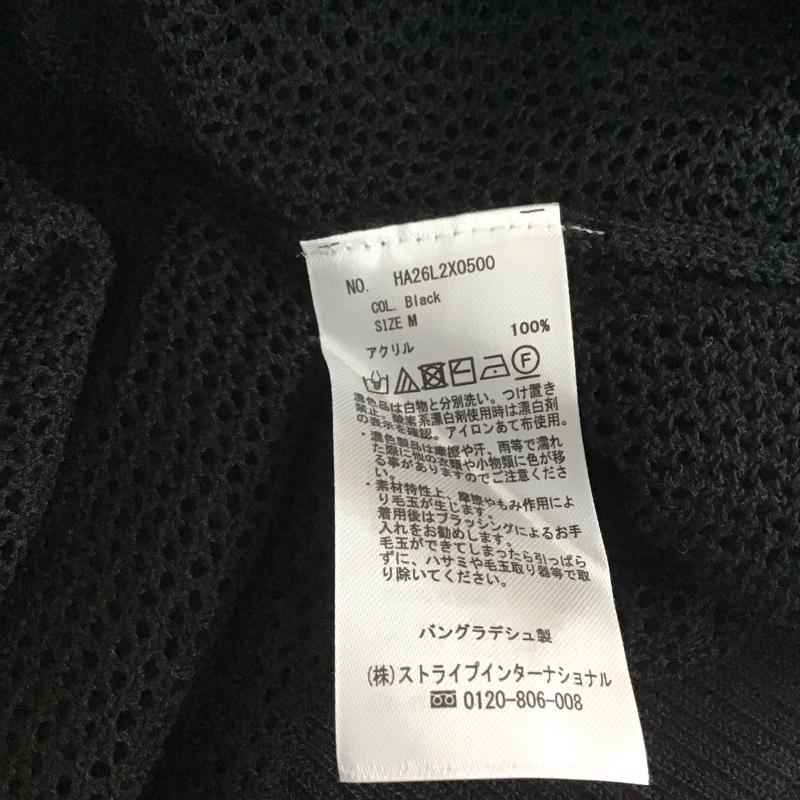 NO. HA26L2X0500
COL. Black
SIZE M
100%
アクリル
F
濃色品は白物と分別洗い。つけ置き
禁止。酸素系漂白剤使用時は漂白剤
の表示を確認。アイロンあて布使用。
・濃色製品は摩擦や汗、雨等で濡れ
た際に他の衣類や小物類に色が移
る事がありますのでご注意くださ
い。
・素材特性上、摩擦やもみ作用によ
り毛玉が生じます。
着用後はブラッシングによるお手
入れをお勧めします。
毛玉ができてしまったら引っぱら
ずに、ハサミや毛玉取り器等で取
り除いてください。
バングラデシュ製
(株)ストライプインターナショナル
0120-806-008